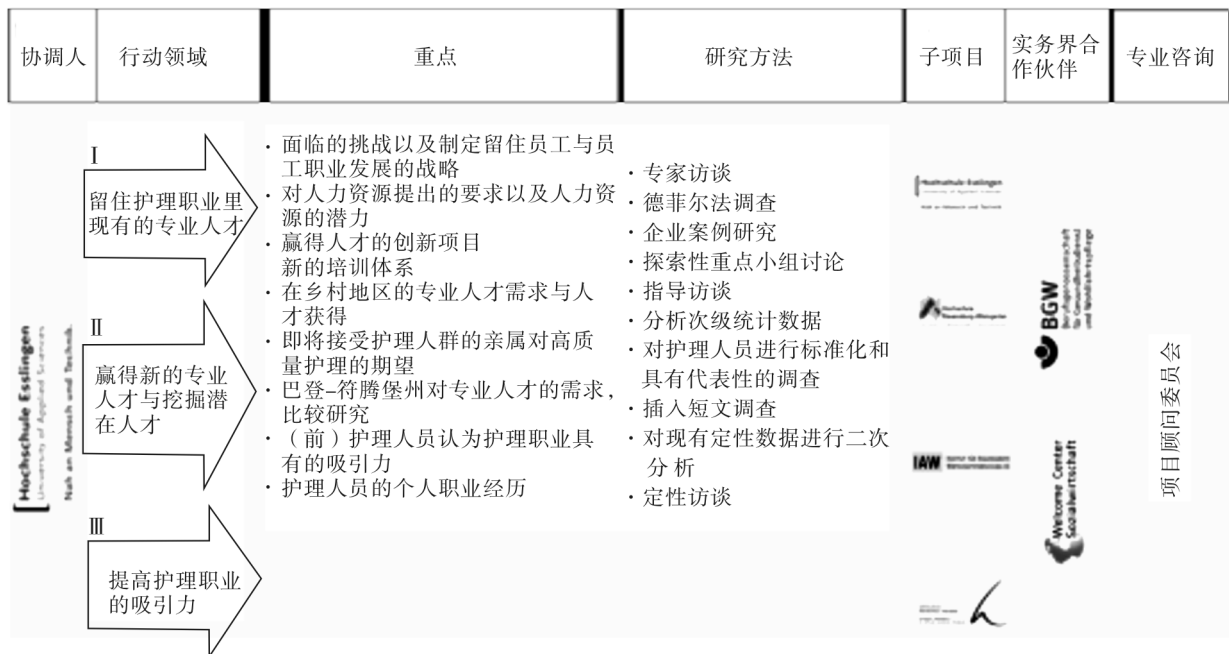 协调人
行动领域
重点
研究方法
子项目
实务界合
作伙伴
专业咨询
[Hochschule Esslingen
University of Applied Sciences
Nah an Mensch und Technik.
Ⅰ
留住护理职业里
现有的专业人才
Ⅱ
赢得新的专业
人才与挖掘潜
在人才
Ⅲ
提高护理职业
的吸引力
· 面临的挑战以及制定留住员工与员
工职业发展的战略
· 对人力资源提出的要求以及人力资
源的潜力
· 赢得人才的创新项目
新的培训体系
· 在乡村地区的专业人才需求与人
才获得
· 即将接受护理人群的亲属对高质
量护理的期望
· 巴登-符腾堡州对专业人才的需求，
比较研究
· （前）护理人员认为护理职业具
有的吸引力
· 护理人员的个人职业经历
· 专家访谈
· 德菲尔法调查
· 企业案例研究
· 探索性重点小组讨论
· 指导访谈
· 分析次级统计数据
· 对护理人员进行标准化和
具有代表性的调查
· 插入短文调查
· 对现有定性数据进行二次
分析
· 定性访谈
Hochschule Esslingen
Hochschule
IAW
BGW
Berufsgenossenschaft
für Gesundheitsdienst
und Wohlfahrtspflege
Welcome Center
Sozialwirtschaft
项目顾问委员会